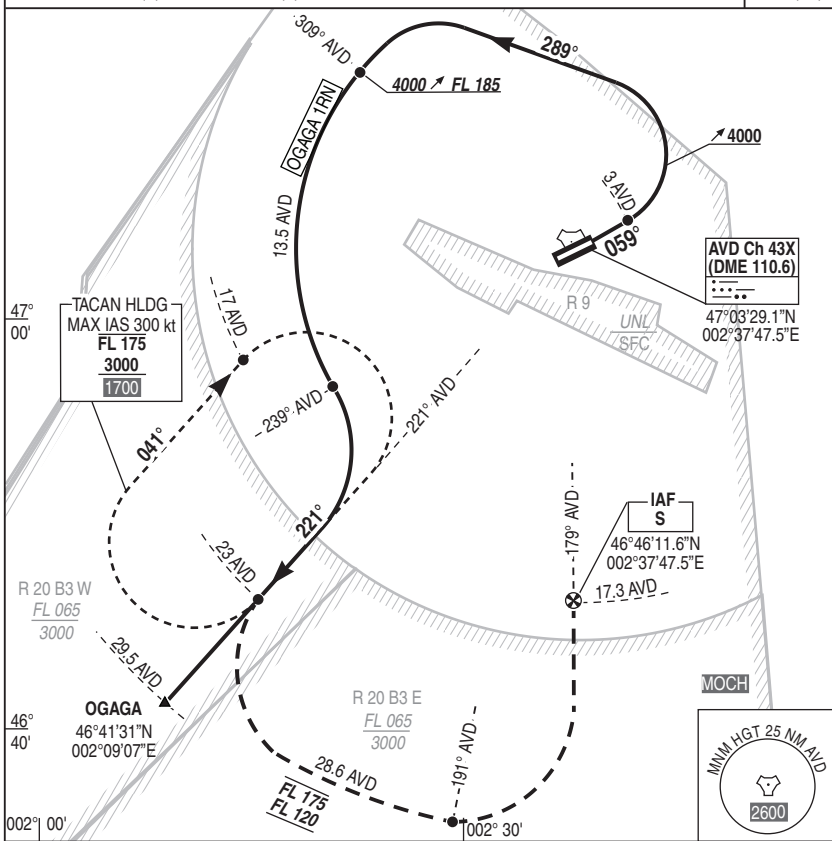 309° AVD
289°
4000 ↗ FL 185
OGAGA 1RN
↗ 4000
13.5 AVD
3 AVD
059°
AVD Ch 43X
(DME 110.6)
47°03'29.1"N
002°37'47.5"E
R 9
UNL
SFC
47°
00'
TACAN HLDG
MAX IAS 300 kt
FL 175
3000
1700
17 AVD
041°
239° AVD
221° AVD
221°
179° AVD
IAF
S
46°46'11.6"N
002°37'47.5"E
17.3 AVD
23 AVD
R 20 B3 W
FL 065
3000
29.5 AVD
OGAGA
46°41'31"N
002°09'07"E
46°
40'
R 20 B3 E
FL 065
3000
MOCH
28.6 AVD
191° AVD
FL 175
FL 120
MNM HGT 25 NM AVD
2600
002° 00'
002° 30'